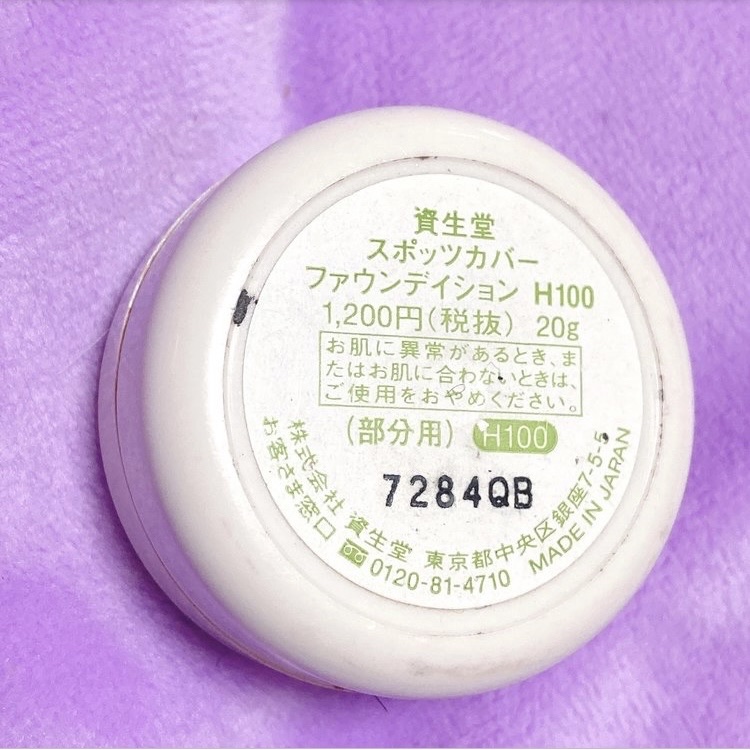 資生堂
スポッツカバー
ファウンデイション H100
1,200円(税抜) 20g
お肌に異常があるとき、ま
たはお肌に合わないときは、
ご使用をおやめください。
(部分用) H100
7284QB
株式会社 資生堂 東京都中央区銀座7-5-5
お客さま窓口 0120-81-4710 MADE IN JAPAN